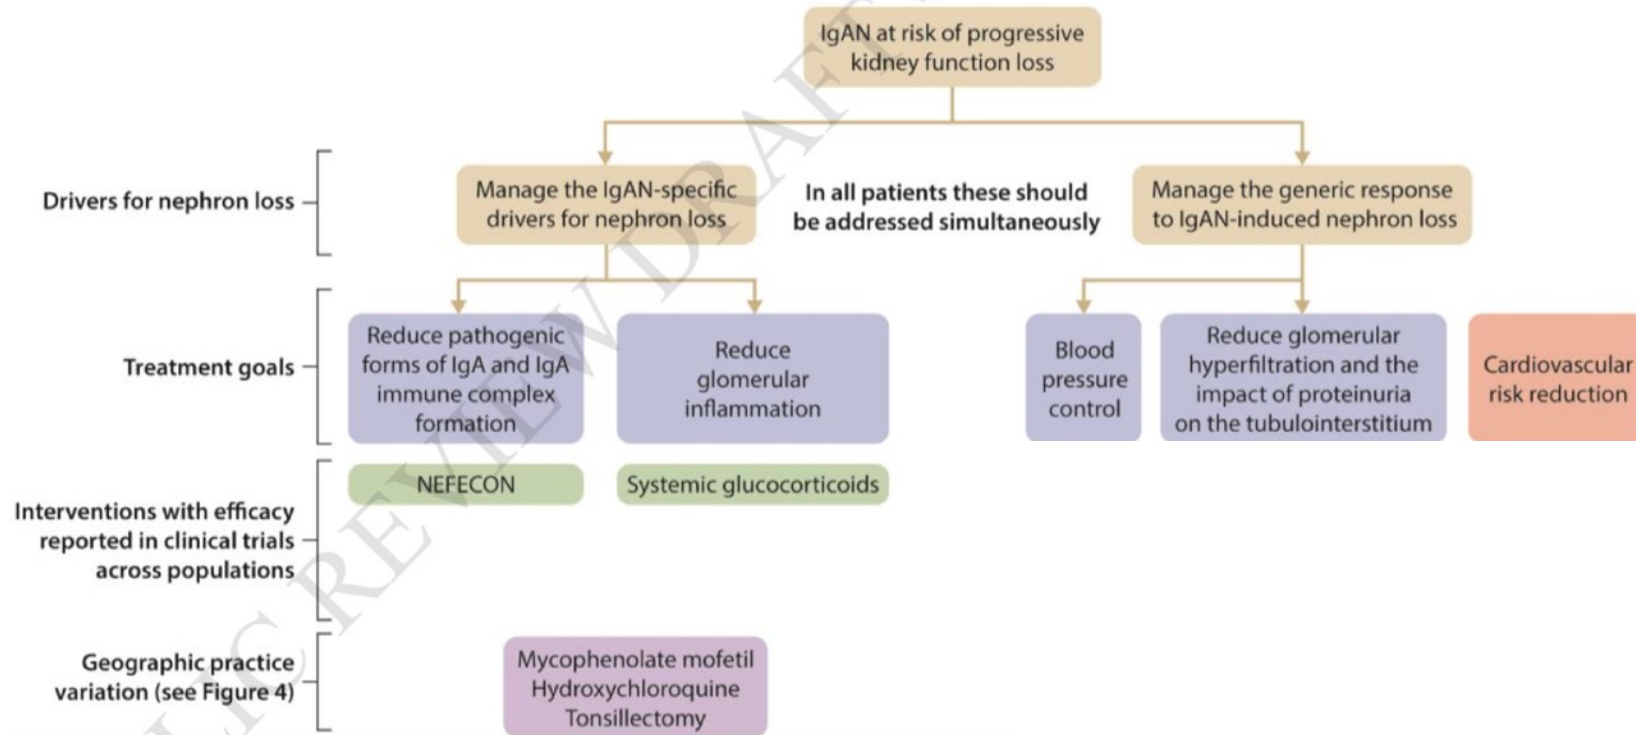 IgAN at risk of progressive
kidney function loss
Drivers for nephron loss
Manage the IgAN-specific
drivers for nephron loss
In all patients these should
be addressed simultaneously
Manage the generic response
to IgAN-induced nephron loss
Treatment goals
Reduce pathogenic
forms of IgA and IgA
immune complex
formation
Reduce
glomerular
inflammation
Blood
pressure
control
Reduce glomerular
hyperfiltration and the
impact of proteinuria
on the tubulointerstitium
Cardiovascular
risk reduction
Interventions with efficacy
reported in clinical trials
across populations
NEFECON
Systemic glucocorticoids
Geographic practice
variation (see Figure 4)
Mycophenolate mofetil
Hydroxychloroquine
Tonsillectomy
LIC REVIEW DRAFT